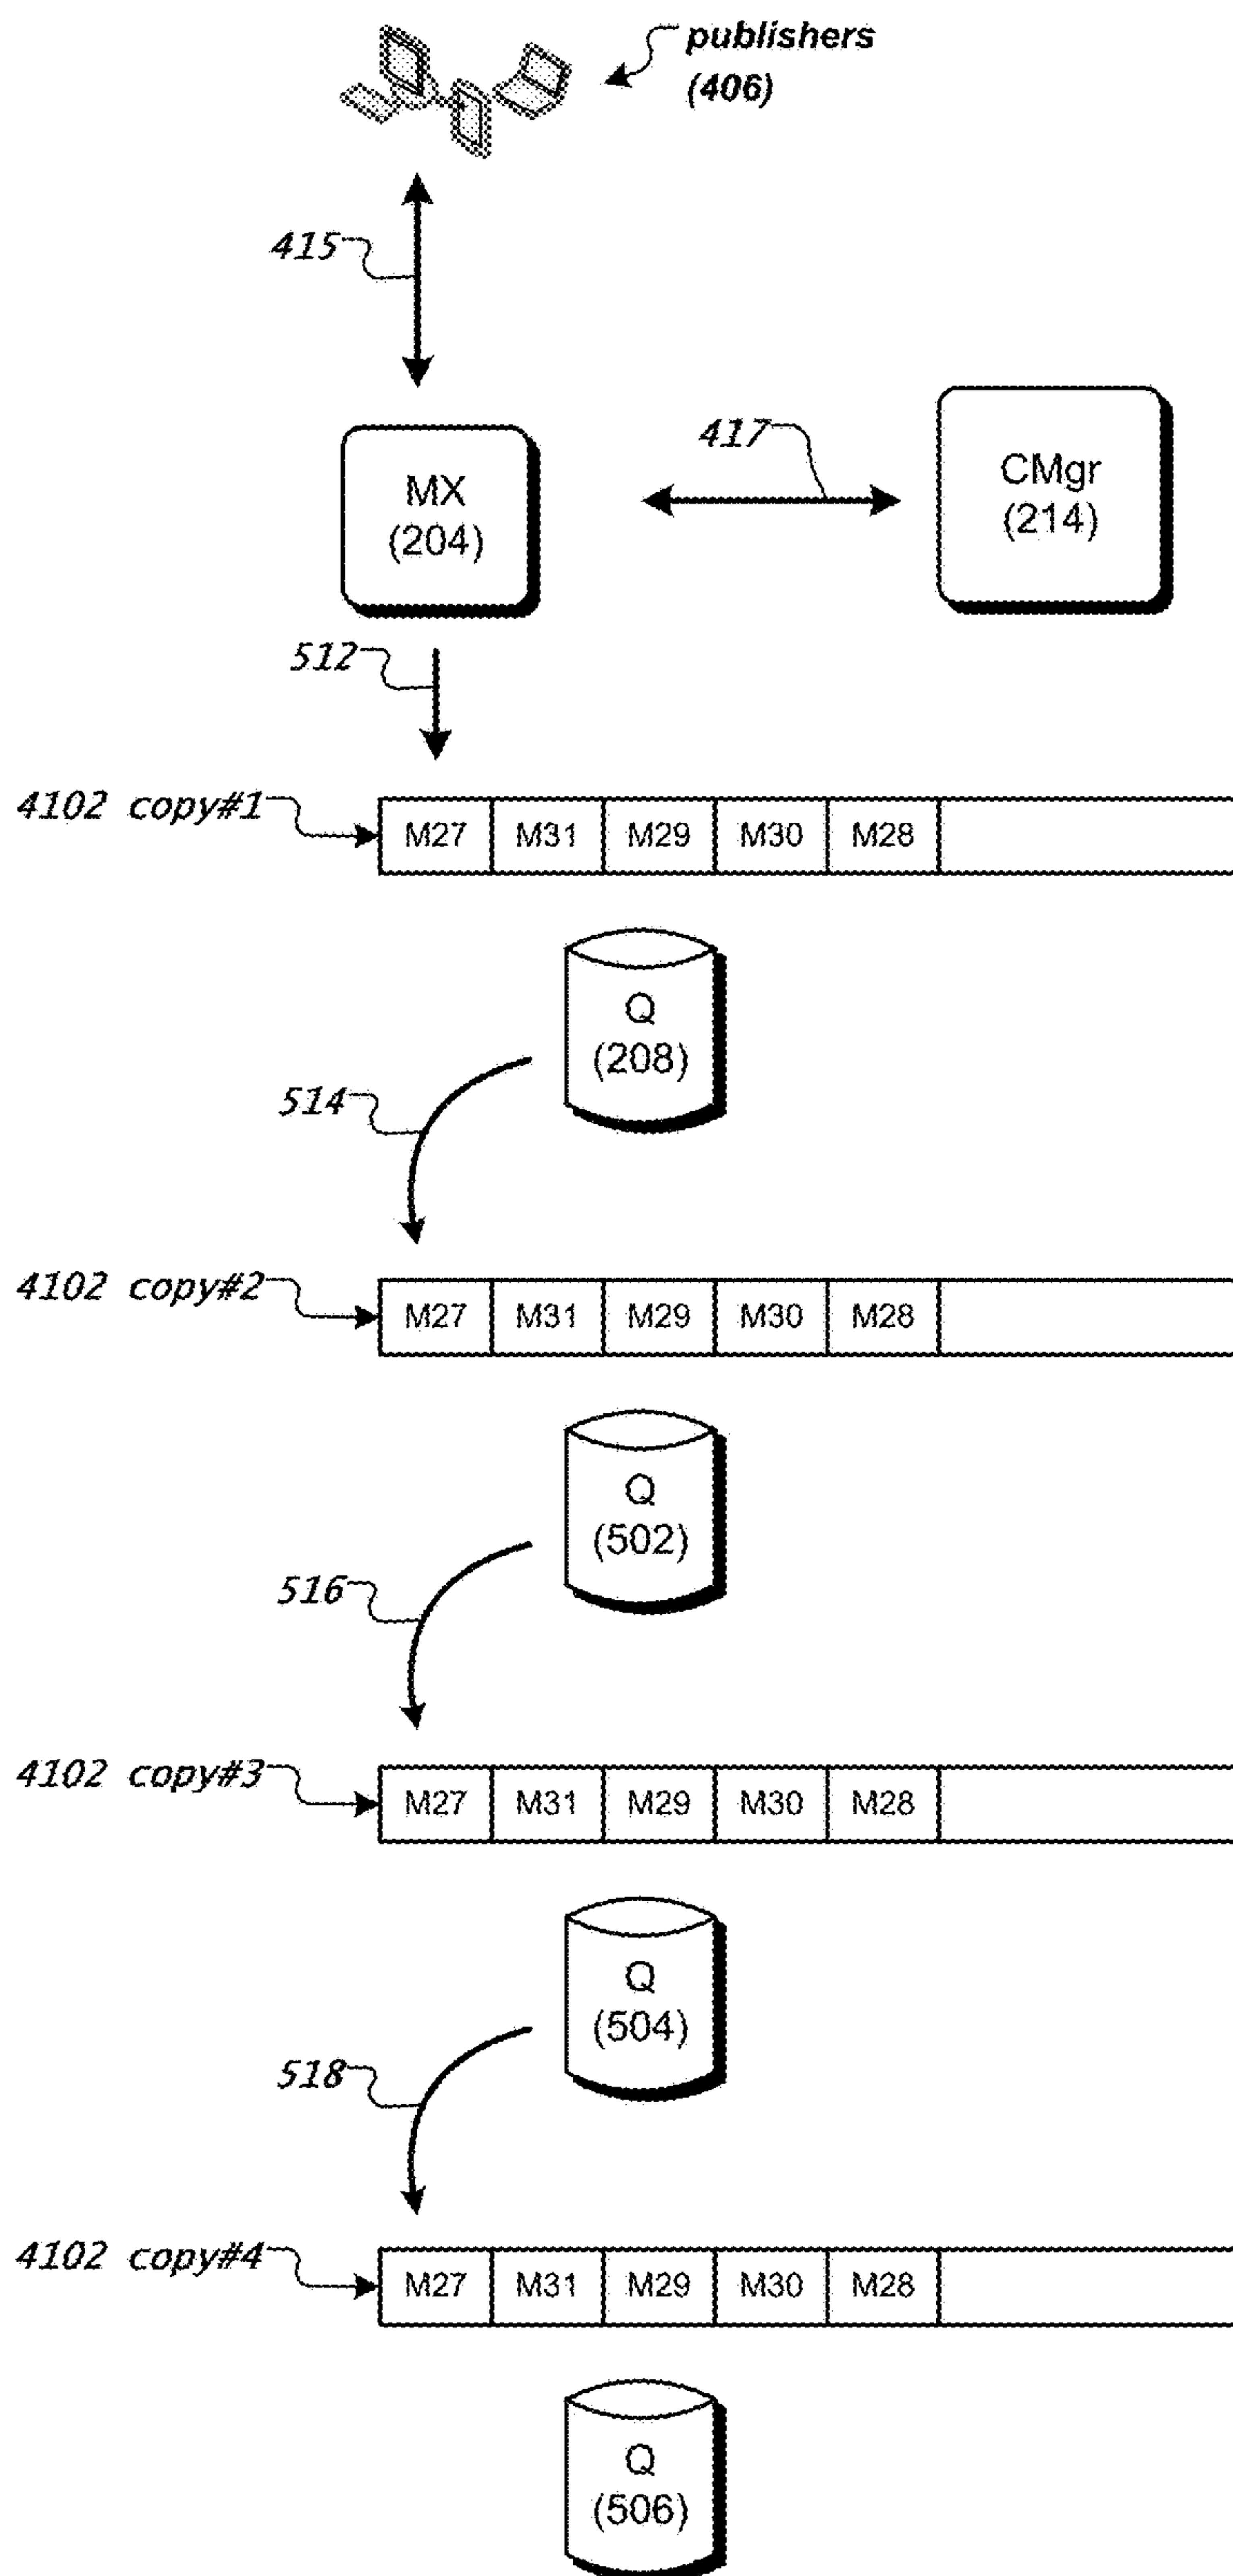 publishers
(406)
415
417
MX
(204)
CMgr
(214)
512
4102 copy#1
M27 M31 M29 M30 M28
Q
(208)
514
4102 copy#2
M27 M31 M29 M30 M28
Q
(502)
516
4102 copy#3
M27 M31 M29 M30 M28
Q
(504)
518
4102 copy#4
M27 M31 M29 M30 M28
Q
(506)